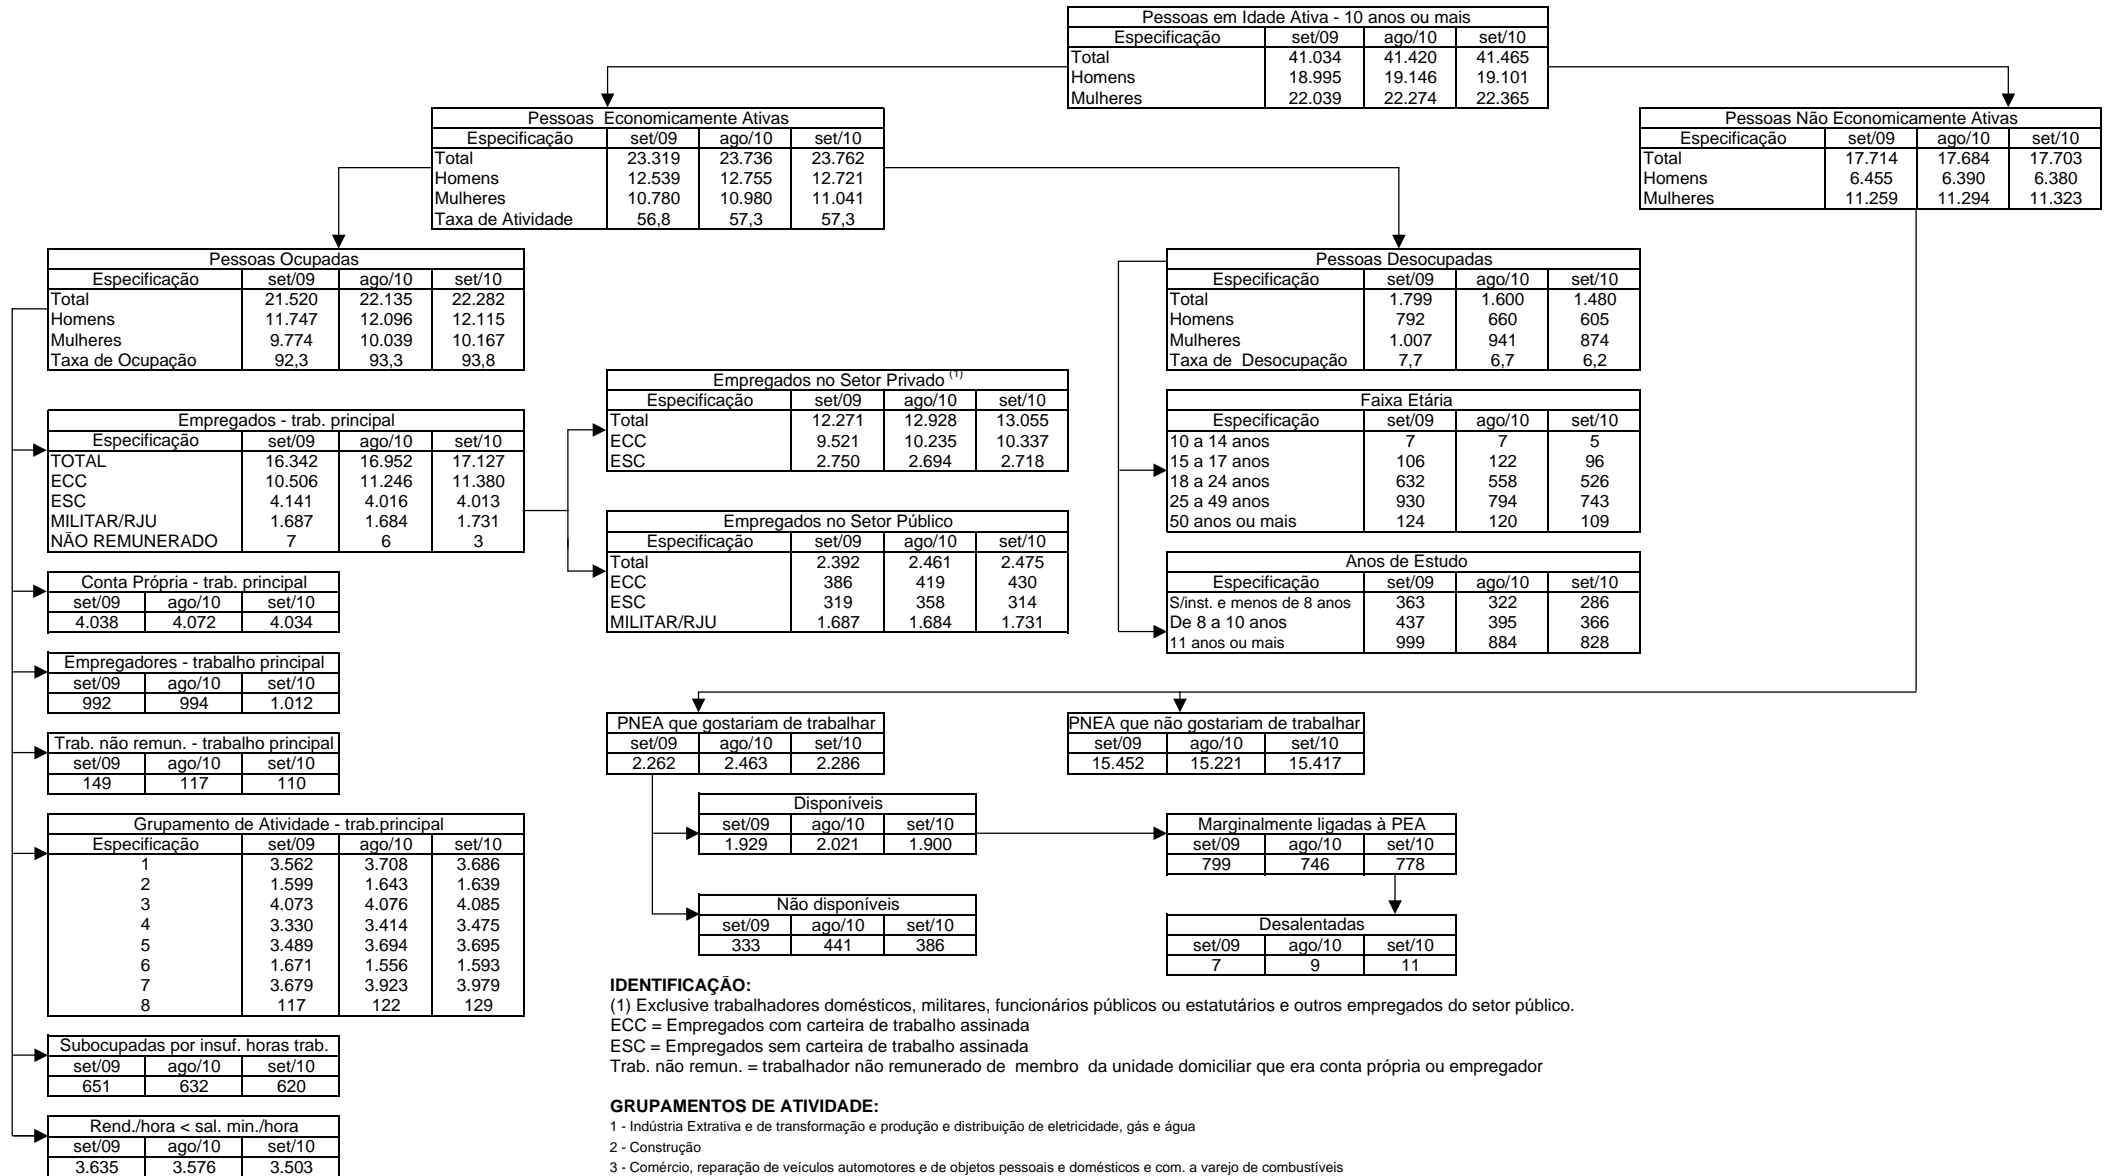 Pessoas em Idade Ativa - 10 anos ou mais
Especificação set/09 ago/10 set/10
Total 41.034 41.420 41.465
Homens 18.995 19.146 19.101
Mulheres 22.039 22.274 22.365
Pessoas Economicamente Ativas
Especificação set/09 ago/10 set/10
Total 23.319 23.736 23.762
Homens 12.539 12.755 12.721
Mulheres 10.780 10.980 11.041
Taxa de Atividade 56,8 57,3 57,3
Pessoas Não Economicamente Ativas
Especificação set/09 ago/10 set/10
Total 17.714 17.684 17.703
Homens 6.455 6.390 6.380
Mulheres 11.259 11.294 11.323
Pessoas Ocupadas
Especificação set/09 ago/10 set/10
Total 21.520 22.135 22.282
Homens 11.747 12.096 12.115
Mulheres 9.774 10.039 10.167
Taxa de Ocupação 92,3 93,3 93,8
Pessoas Desocupadas
Especificação set/09 ago/10 set/10
Total 1.799 1.600 1.480
Homens 792 660 605
Mulheres 1.007 941 874
Taxa de Desocupação 7,7 6,7 6,2
Empregados - trab. principal
Especificação set/09 ago/10 set/10
TOTAL 16.342 16.952 17.127
ECC 10.506 11.246 11.380
ESC 4.141 4.016 4.013
MILITAR/RJU 1.687 1.684 1.731
NÃO REMUNERADO 7 6 3
Empregados no Setor Privado (1)
Especificação set/09 ago/10 set/10
Total 12.271 12.928 13.055
ECC 9.521 10.235 10.337
ESC 2.750 2.694 2.718
Empregados no Setor Público
Especificação set/09 ago/10 set/10
Total 2.392 2.461 2.475
ECC 386 419 430
ESC 319 358 314
MILITAR/RJU 1.687 1.684 1.731
Faixa Etária
Especificação set/09 ago/10 set/10
10 a 14 anos 7 7 5
15 a 17 anos 106 122 96
18 a 24 anos 632 558 526
25 a 49 anos 930 794 743
50 anos ou mais 124 120 109
Anos de Estudo
Especificação set/09 ago/10 set/10
S/inst. e menos de 8 anos 363 322 286
De 8 a 10 anos 437 395 366
11 anos ou mais 999 884 828
Conta Própria - trab. principal
set/09 ago/10 set/10
4.038 4.072 4.034
Empregadores - trabalho principal
set/09 ago/10 set/10
992 994 1.012
Trab. não remun. - trabalho principal
set/09 ago/10 set/10
149 117 110
PNEA que gostariam de trabalhar
set/09 ago/10 set/10
2.262 2.463 2.286
PNEA que não gostariam de trabalhar
set/09 ago/10 set/10
15.452 15.221 15.417
Disponíveis
set/09 ago/10 set/10
1.929 2.021 1.900
Marginalmente ligadas à PEA
set/09 ago/10 set/10
799 746 778
Não disponíveis
set/09 ago/10 set/10
333 441 386
Desalentadas
set/09 ago/10 set/10
7 9 11
Grupamento de Atividade - trab.principal
Especificação set/09 ago/10 set/10
1 3.562 3.708 3.686
2 1.599 1.643 1.639
3 4.073 4.076 4.085
4 3.330 3.414 3.475
5 3.489 3.694 3.695
6 1.671 1.556 1.593
7 3.679 3.923 3.979
8 117 122 129
Subocupadas por insuf. horas trab.
set/09 ago/10 set/10
651 632 620
Rend./hora < sal. min./hora
set/09 ago/10 set/10
3.635 3.576 3.503
IDENTIFICAÇÃO:
(1) Exclusive trabalhadores domésticos, militares, funcionários públicos ou estatutários e outros empregados do setor público.
ECC = Empregados com carteira de trabalho assinada
ESC = Empregados sem carteira de trabalho assinada
Trab. não remun. = trabalhador não remunerado de membro da unidade domiciliar que era conta própria ou empregador
GRUPAMENTOS DE ATIVIDADE:
1 - Indústria Extrativa e de transformação e produção e distribuição de eletricidade, gás e água
2 - Construção
3 - Comércio, reparação de veículos automotores e de objetos pessoais e domésticos e com. a varejo de combustíveis